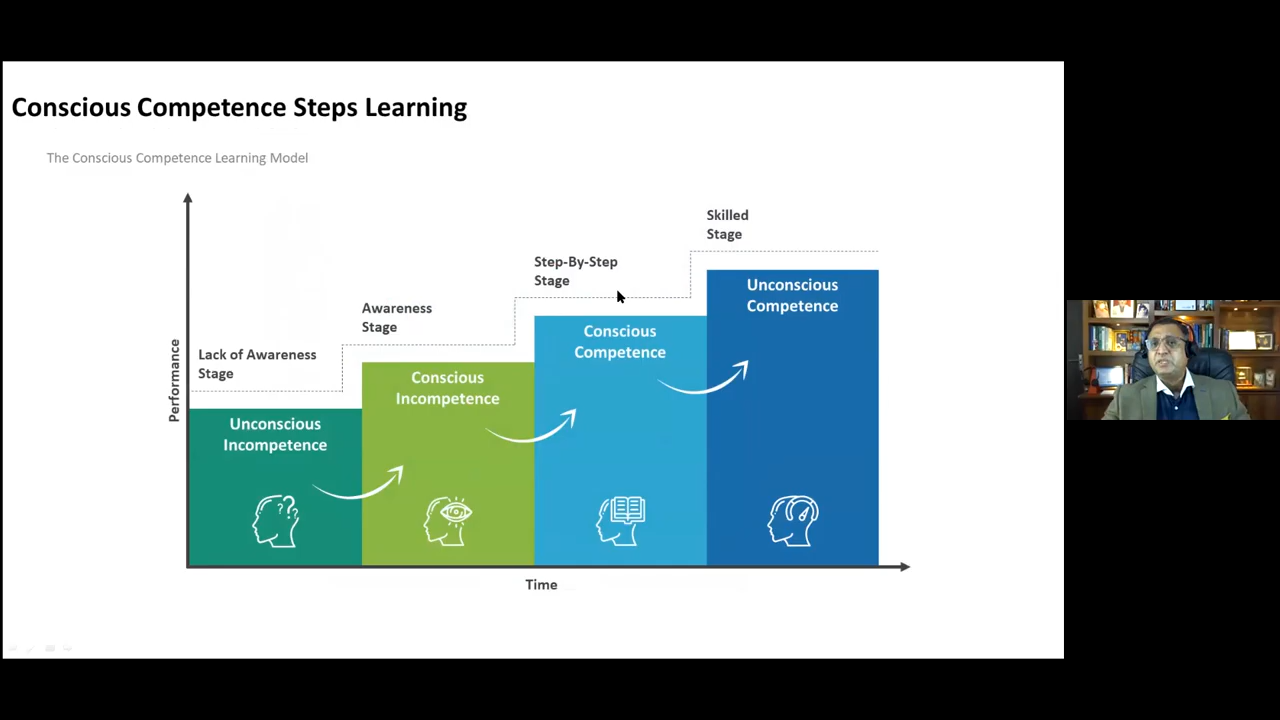 Conscious Competence Steps Learning
The Conscious Competence Learning Model
Skilled
Stage
Step-By-Step
Stage
Awareness
Stage
Lack of Awareness
Stage
Unconscious
Competence
Conscious
Competence
Conscious
Incompetence
Unconscious
Incompetence
Performance
Time